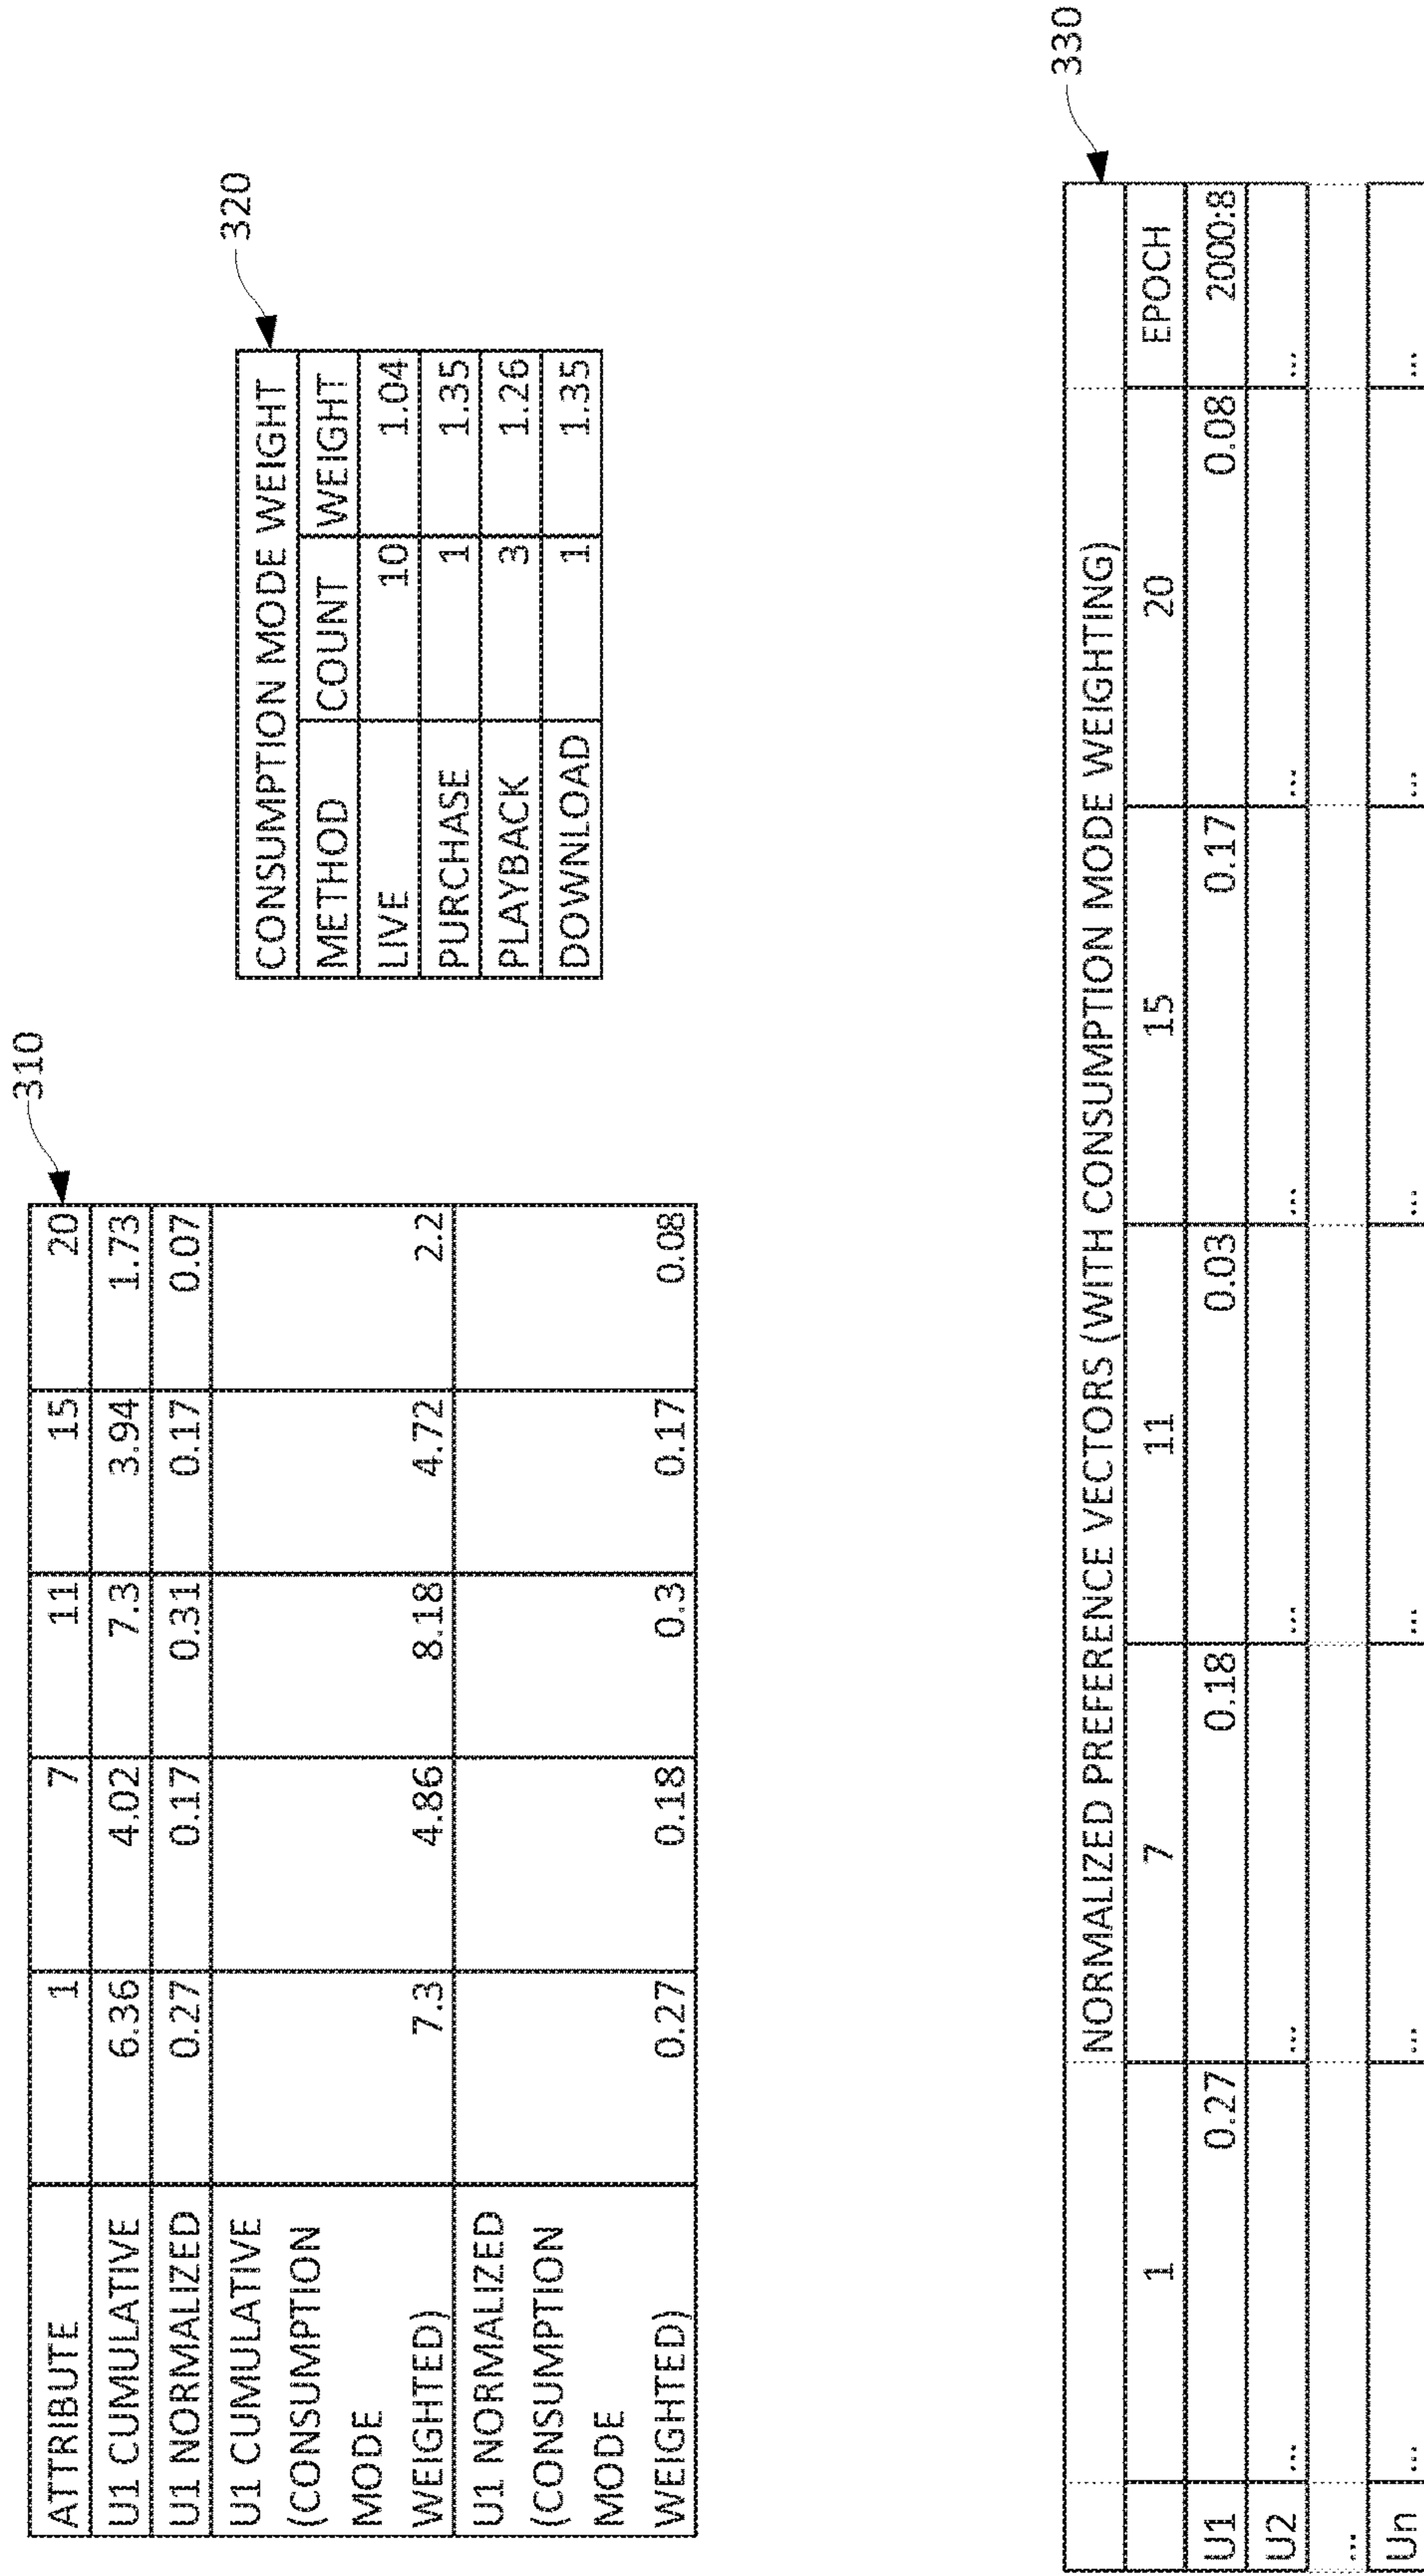 310
ATTRIBUTE 1 7 11 15 20
U1 CUMULATIVE 6.36 4.02 7.3 3.94 1.73
U1 NORMALIZED 0.27 0.17 0.31 0.17 0.07
U1 CUMULATIVE
(CONSUMPTION
MODE
WEIGHTED) 7.3 4.86 8.18 4.72 2.2
U1 NORMALIZED
(CONSUMPTION
MODE
WEIGHTED) 0.27 0.18 0.3 0.17 0.08
320
CONSUMPTION MODE WEIGHT
METHOD COUNT WEIGHT
LIVE 10 1.04
PURCHASE 1 1.35
PLAYBACK 3 1.26
DOWNLOAD 1 1.35
330
NORMALIZED PREFERENCE VECTORS (WITH CONSUMPTION MODE WEIGHTING)
1 7 11 15 20 EPOCH
U1 0.27 0.18 0.03 0.17 0.08 2000:8
U2 ... ... ... ... ... ...
...
Un ... ... ... ... ... ...